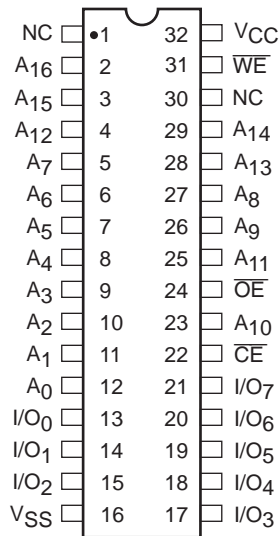 NC 1 32 VCC
A16 2 31 WE
A15 3 30 NC
A12 4 29 A14
A7 5 28 A13
A6 6 27 A8
A5 7 26 A9
A4 8 25 A11
A3 9 24 OE
A2 10 23 A10
A1 11 22 CE
A0 12 21 I/O7
I/O0 13 20 I/O6
I/O1 14 19 I/O5
I/O2 15 18 I/O4
VSS 16 17 I/O3